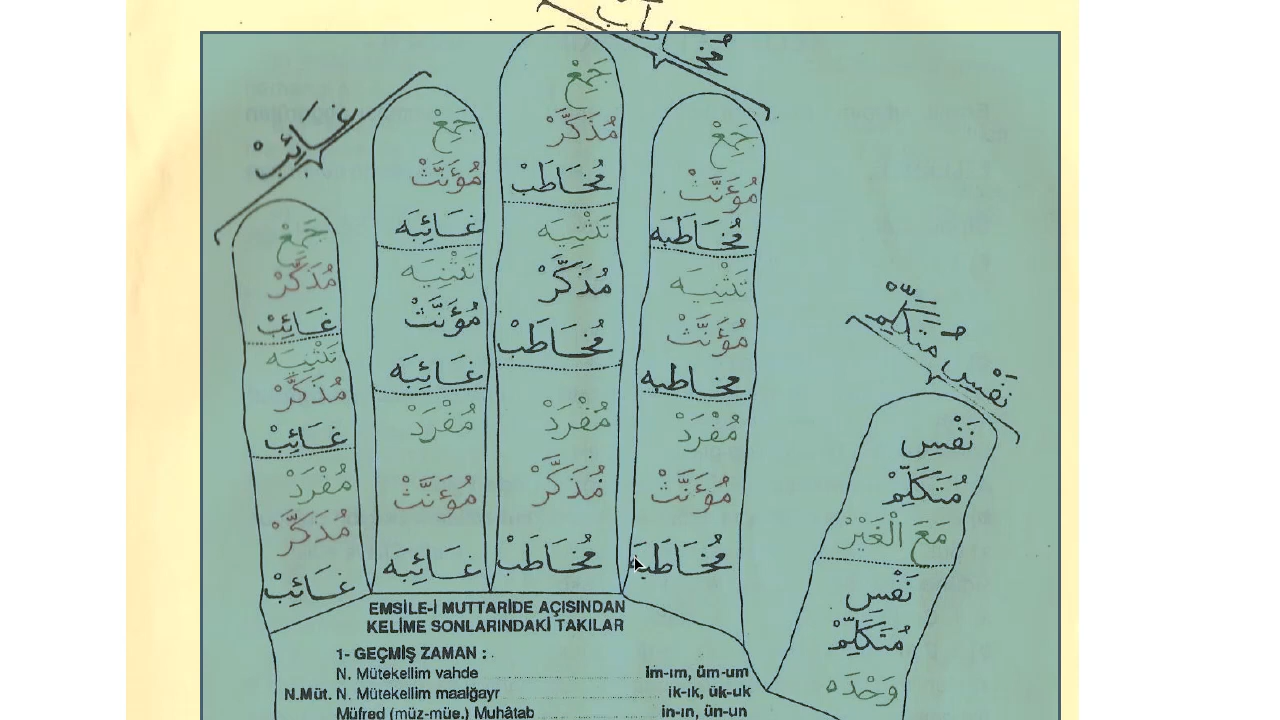 مُخَاطَبْ
غَائِبْ
نَفْسِ مُتَكَلِّمْ
جَمِعْ
مُذَكَّرْ
غَائِبْ
تَثْنِيَه
مُذَكَّرْ
غَائِبْ
مُفْرَدْ
مُذَكَّرْ
غَائِبْ
جَمِعْ
مُؤَنَّثْ
غَائِبَه
تَثْنِيَه
مُؤَنَّثْ
غَائِبَه
مُفْرَدْ
مُؤَنَّثْ
غَائِبَه
جَمِعْ
مُذَكَّرْ
مُخَاطَبْ
تَثْنِيَه
مُذَكَّرْ
مُخَاطَبْ
مُفْرَدْ
مُذَكَّرْ
مُخَاطَبْ
جَمِعْ
مُؤَنَّثْ
مُخَاطَبَه
تَثْنِيَه
مُؤَنَّثْ
مخاطبه
مُفْرَدْ
مُؤَنَّثْ
مُخَاطَبَه
نَفْسِ
مُتَكَلِّمْ
مَعَ الْغَيْرْ
نَفْسِ
مُتَكَلِّمْ
وَحْدَه
EMSİLE-İ MUTTARİDE AÇISINDAN
KELİME SONLARINDAKİ TAKILAR
1- GEÇMİŞ ZAMAN :
N. Mütekellim vahde im-ım, üm-um
N.Müt. N. Mütekellim maalğayr ik-ık, ük-uk
Müfred (müz-müe.) Muhâtab in-ın, ün-un